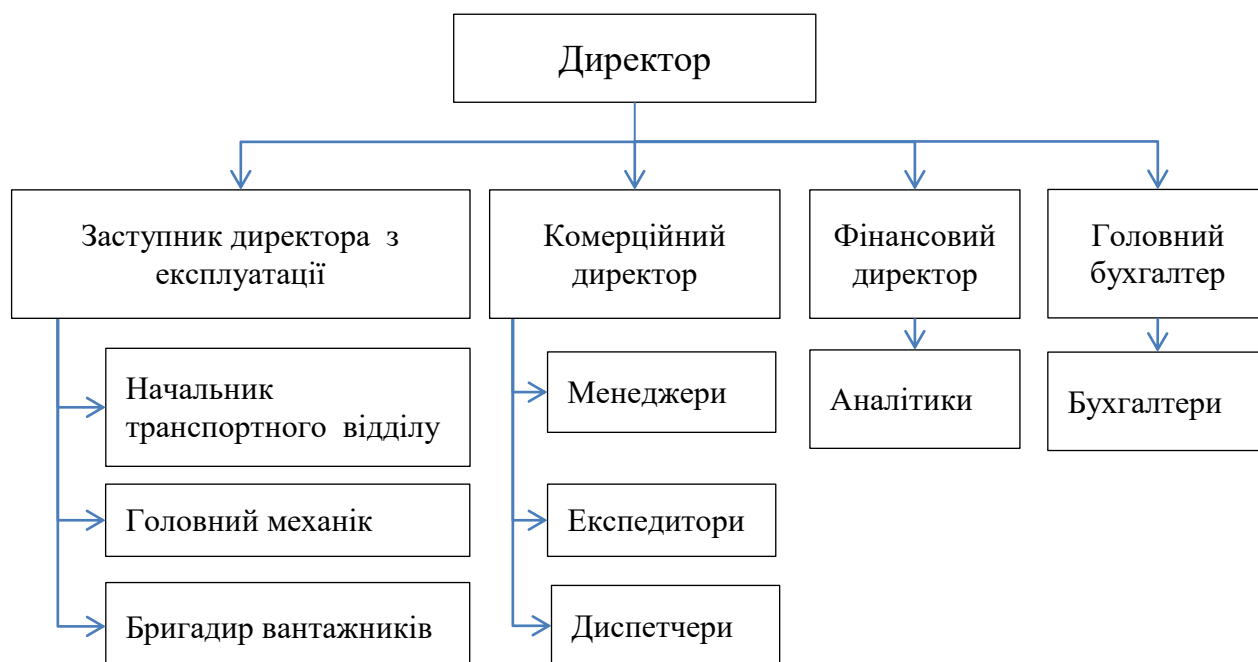 Директор
Заступник директора з
експлуатації
Комерційний
директор
Фінансовий
директор
Головний
бухгалтер
Начальник
транспортного відділу
Головний механік
Бригадир вантажників
Менеджери
Експедитори
Диспетчери
Аналітики
Бухгалтери